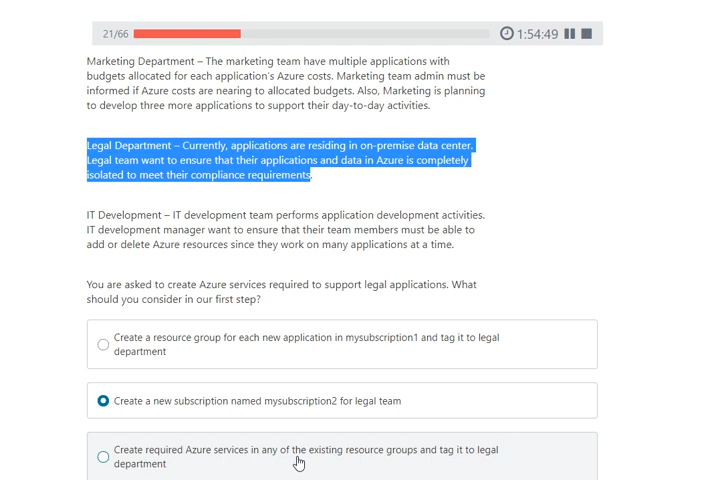 21/66
1:54:49
Marketing Department – The marketing team have multiple applications with
budgets allocated for each application's Azure costs. Marketing team admin must be
informed if Azure costs are nearing to allocated budgets. Also, Marketing is planning
to develop three more applications to support their day-to-day activities.
Legal Department – Currently, applications are residing in on-premise data center.
Legal team want to ensure that their applications and data in Azure is completely
isolated to meet their compliance requirements.
IT Development – IT development team performs application development activities.
IT development manager want to ensure that their team members must be able to
add or delete Azure resources since they work on many applications at a time.
You are asked to create Azure services required to support legal applications. What
should you consider in our first step?
Create a resource group for each new application in mysubscription1 and tag it to legal
department
Create a new subscription named mysubscription2 for legal team
Create required Azure services in any of the existing resource groups and tag it to legal
department